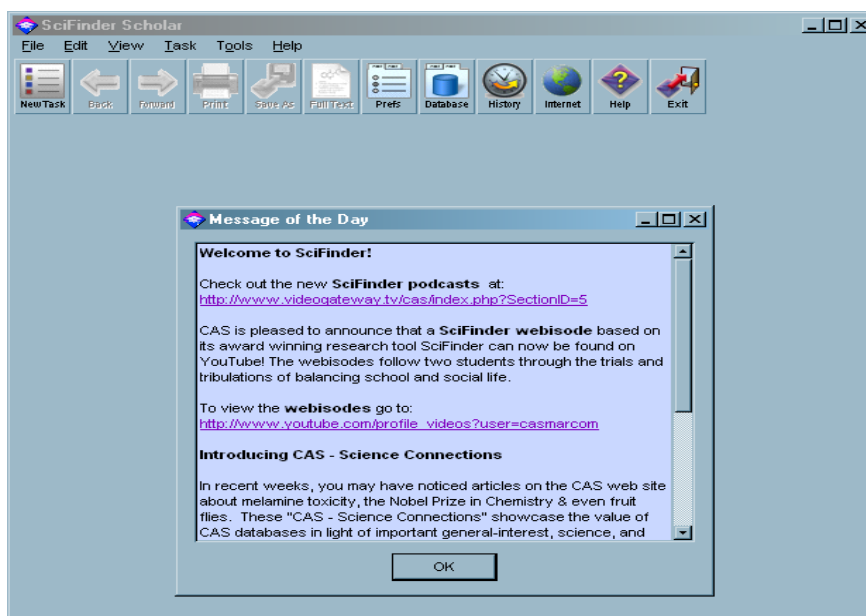 SciFinder Scholar
File Edit View Task Tools Help
New Task Back Forward Print Save As Full Text Prefs Database History Internet Help Exit
Message of the Day
Welcome to SciFinder!
Check out the new SciFinder podcasts at:
http://www.videogateway.tv/cas/index.php?SectionID=5
CAS is pleased to announce that a SciFinder webisode based on
its award winning research tool SciFinder can now be found on
YouTube! The webisodes follow two students through the trials and
tribulations of balancing school and social life.
To view the webisodes go to:
http://www.youtube.com/profile_videos?user=casmarcom
Introducing CAS - Science Connections
In recent weeks, you may have noticed articles on the CAS web site
about melamine toxicity, the Nobel Prize in Chemistry & even fruit
flies. These "CAS - Science Connections" showcase the value of
CAS databases in light of important general-interest, science, and
OK